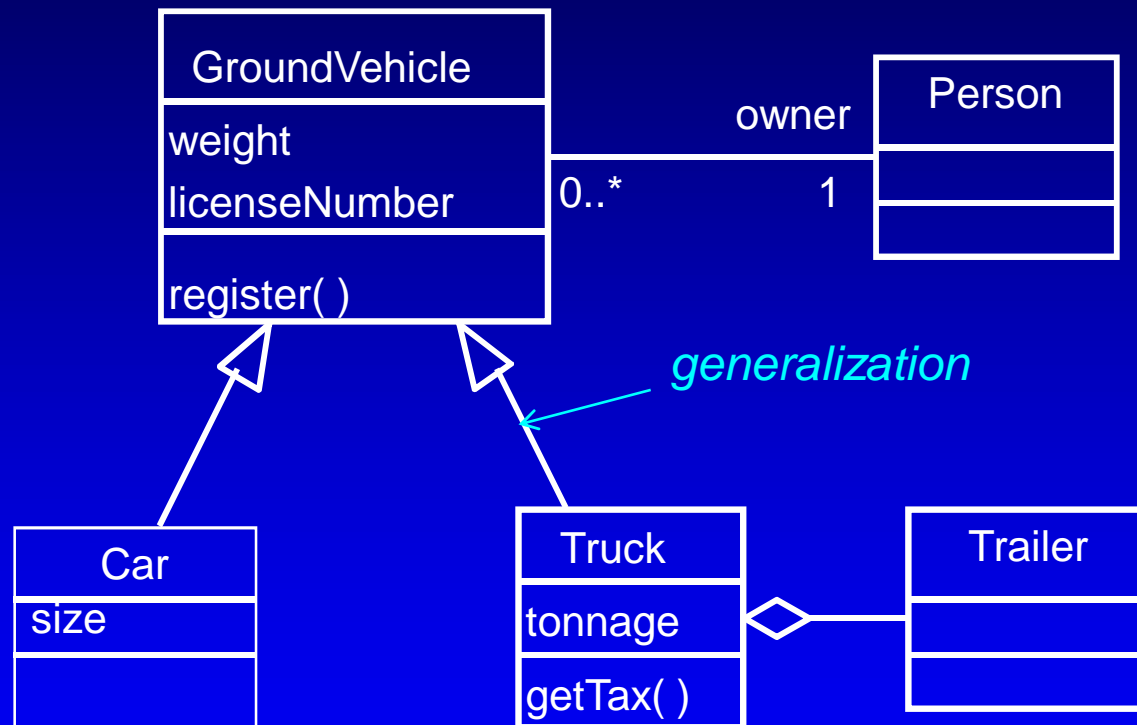 GroundVehicle
weight
licenseNumber
register( )
owner
0..*
1
Person
generalization
Car
size
Truck
tonnage
getTax( )
Trailer